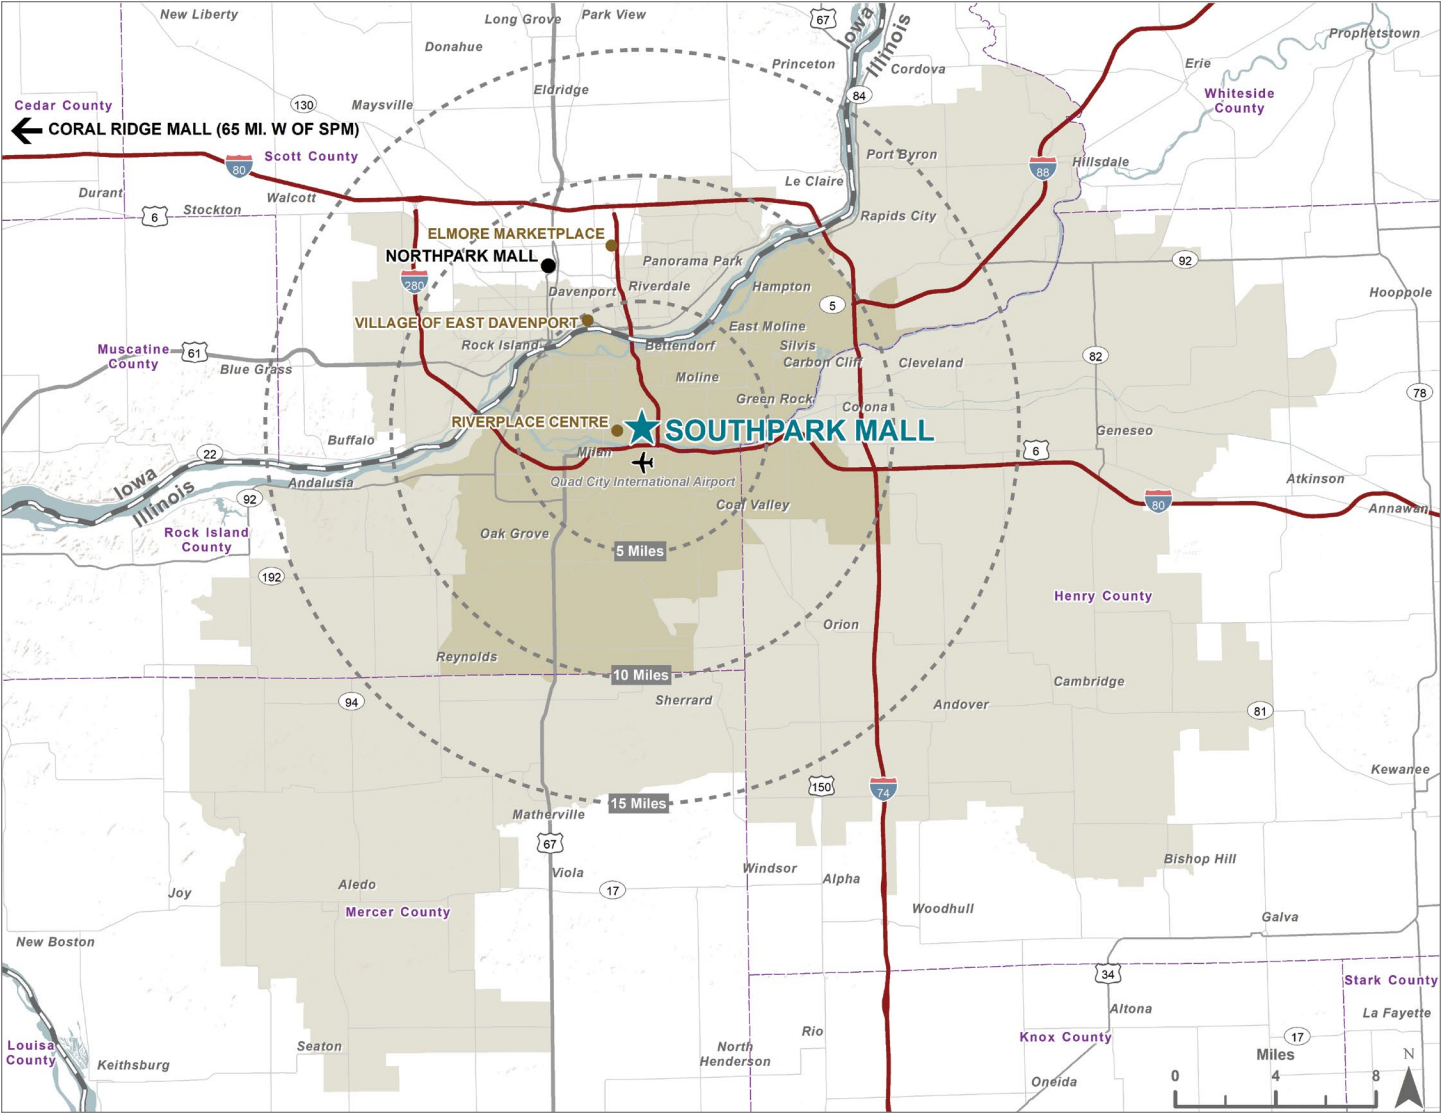 New Liberty
Long Grove
Park View
67
Iowa
Illinois
Donahue
Prophetstown
Princeton
Cordova
Erie
Eldridge
84
Whiteside
County
Cedar County
130
Maysville
CORAL RIDGE MALL (65 MI. W OF SPM)
Scott County
80
Port Byron
88
Hillsdale
Le Claire
Durant
Walcott
6
Stockton
Rapids City
ELMORE MARKETPLACE
NORTHPARK MALL
Panorama Park
92
280
Davenport
Riverdale
Hampton
Hooppole
5
VILLAGE OF EAST DAVENPORT
East Moline
Rock Island
Bettendorf
Silvis
Muscatine
County
61
Blue Grass
Carbon Cliff
Cleveland
82
Moline
78
Green Rock
Colona
RIVERPLACE CENTRE
SOUTHPARK MALL
Geneseo
Buffalo
22
Milan
6
Iowa
Illinois
Andalusia
Quad City International Airport
Atkinson
92
Coal Valley
80
Annawan
Rock Island
County
Oak Grove
5 Miles
192
Henry County
Orion
Reynolds
10 Miles
Cambridge
94
Sherrard
Andover
81
Kewanee
150
74
15 Miles
Matherville
67
Bishop Hill
Viola
Windsor
Alpha
Joy
Aledo
17
Mercer County
Woodhull
Galva
New Boston
34
Stark County
Altona
La Fayette
Rio
Knox County
17
Louisa
County
Seaton
North
Henderson
Keithsburg
Oneida
Miles
N
0
4
8